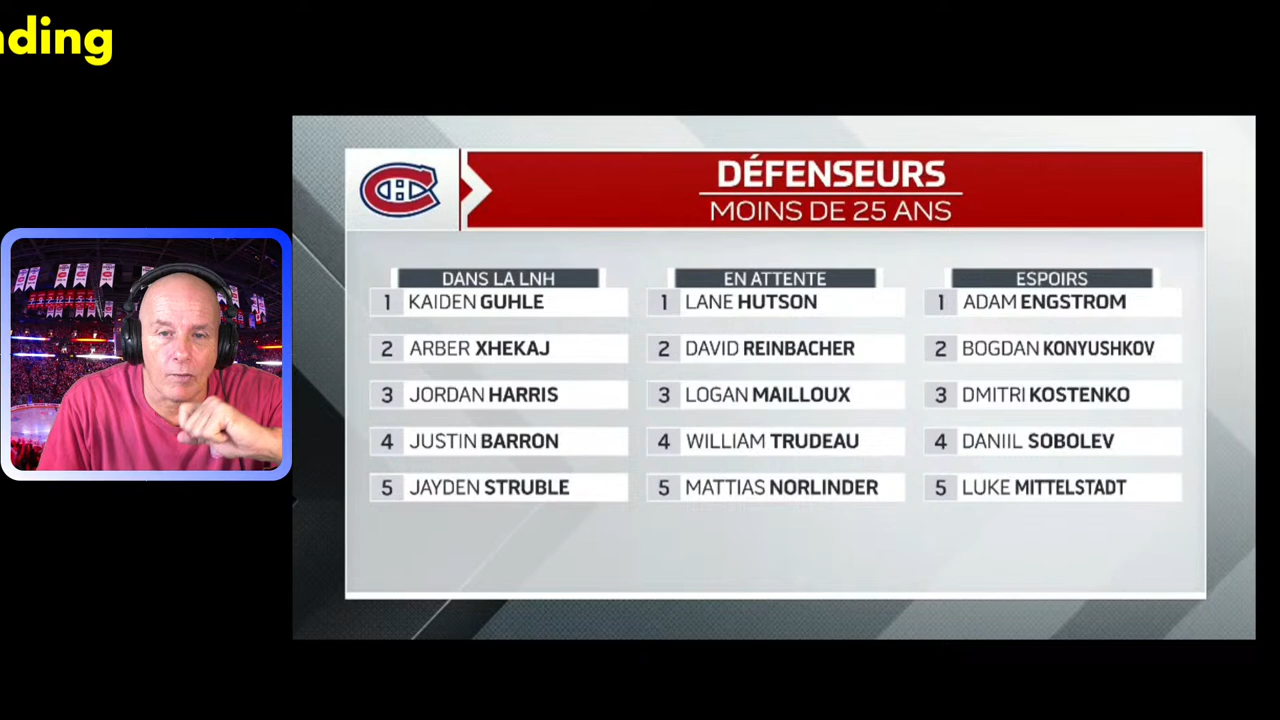 nding
DÉFENSEURS
MOINS DE 25 ANS
DANS LA LNH
1 KAIDEN GUHLE
2 ARBER XHEKAJ
3 JORDAN HARRIS
4 JUSTIN BARRON
5 JAYDEN STRUBLE
EN ATTENTE
1 LANE HUTSON
2 DAVID REINBACHER
3 LOGAN MAILLOUX
4 WILLIAM TRUDEAU
5 MATTIAS NORLINDER
ESPOIRS
1 ADAM ENGSTROM
2 BOGDAN KONYUSHKOV
3 DMITRI KOSTENKO
4 DANIIL SOBOLEV
5 LUKE MITTELSTADT